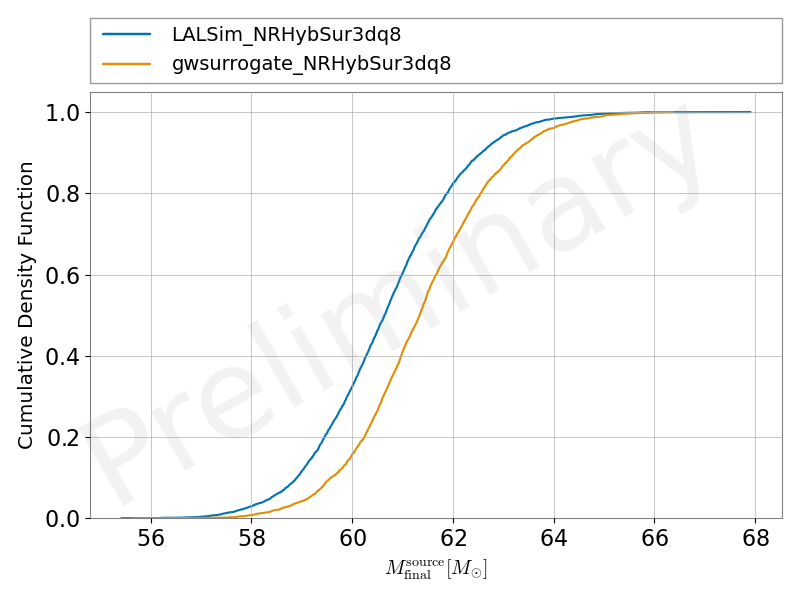 LALSim_NRHybSur3dq8
gwsurrogate_NRHybSur3dq8
1.0
0.8
0.6
0.4
0.2
0.0
Cumulative Density Function
Preliminary
56 58 60 62 64 66 68
M_final^source [M_⊙]